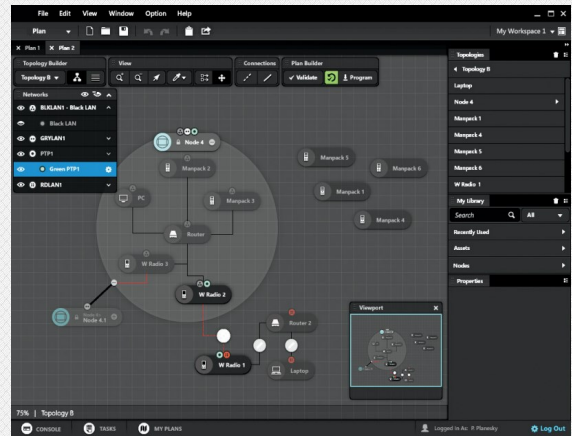 File Edit View Window Option Help
Plan
My Workspace 1
X Plan 1 X Plan 2
Topology Builder View Connections Plan Builder
Topology B Validate Program
Networks
BLKLAN1 - Black LAN
Black LAN
GRYLAN1
PTP1
Green PTP1
RDLAN1
Node 4
Manpack 2
Manpack 5
Manpack 6
PC
Manpack 3
Manpack 1
Manpack 4
Router
W Radio 3
W Radio 2
Node 4.1
Router 2
W Radio 1
Laptop
Viewport X
Topologies
Topology B
Laptop
Node 4
Manpack 1
Manpack 4
Manpack 5
Manpack 6
W Radio 1
My Library
Search All
Recently Used
Assets
Nodes
Properties
75% | Topology B
CONSOLE TASKS MY PLANS
Logged in As: P. Planesky Log Out